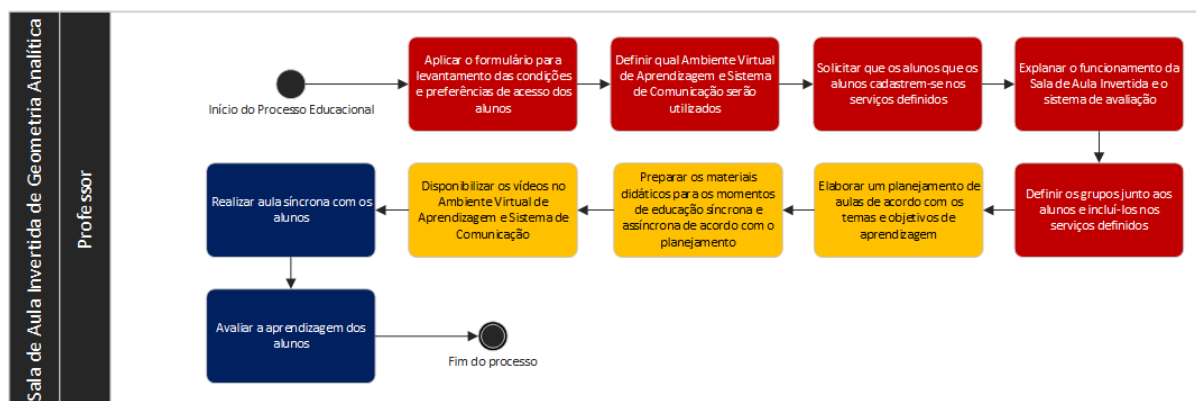 Sala de Aula Invertida de Geometria Analítica
Professor
Início do Processo Educacional
Aplicar o formulário para
levantamento das condições
e preferências de acesso dos
alunos
Definir qual Ambiente Virtual
de Aprendizagem e Sistema
de Comunicação serão
utilizados
Solicitar que os alunos que os
alunos cadastrem-se nos
serviços definidos
Explanar o funcionamento da
Sala de Aula Invertida e o
sistema de avaliação
Definir os grupos junto aos
alunos e incluí-los nos
serviços definidos
Elaborar um planejamento de
aulas de acordo com os
temas e objetivos de
aprendizagem
Preparar os materiais
didáticos para os momentos
de educação síncrona e
assíncrona de acordo com o
planejamento
Disponibilizar os vídeos no
Ambiente Virtual de
Aprendizagem e Sistema de
Comunicação
Realizar aula síncrona com os
alunos
Avaliar a aprendizagem dos
alunos
Fim do processo